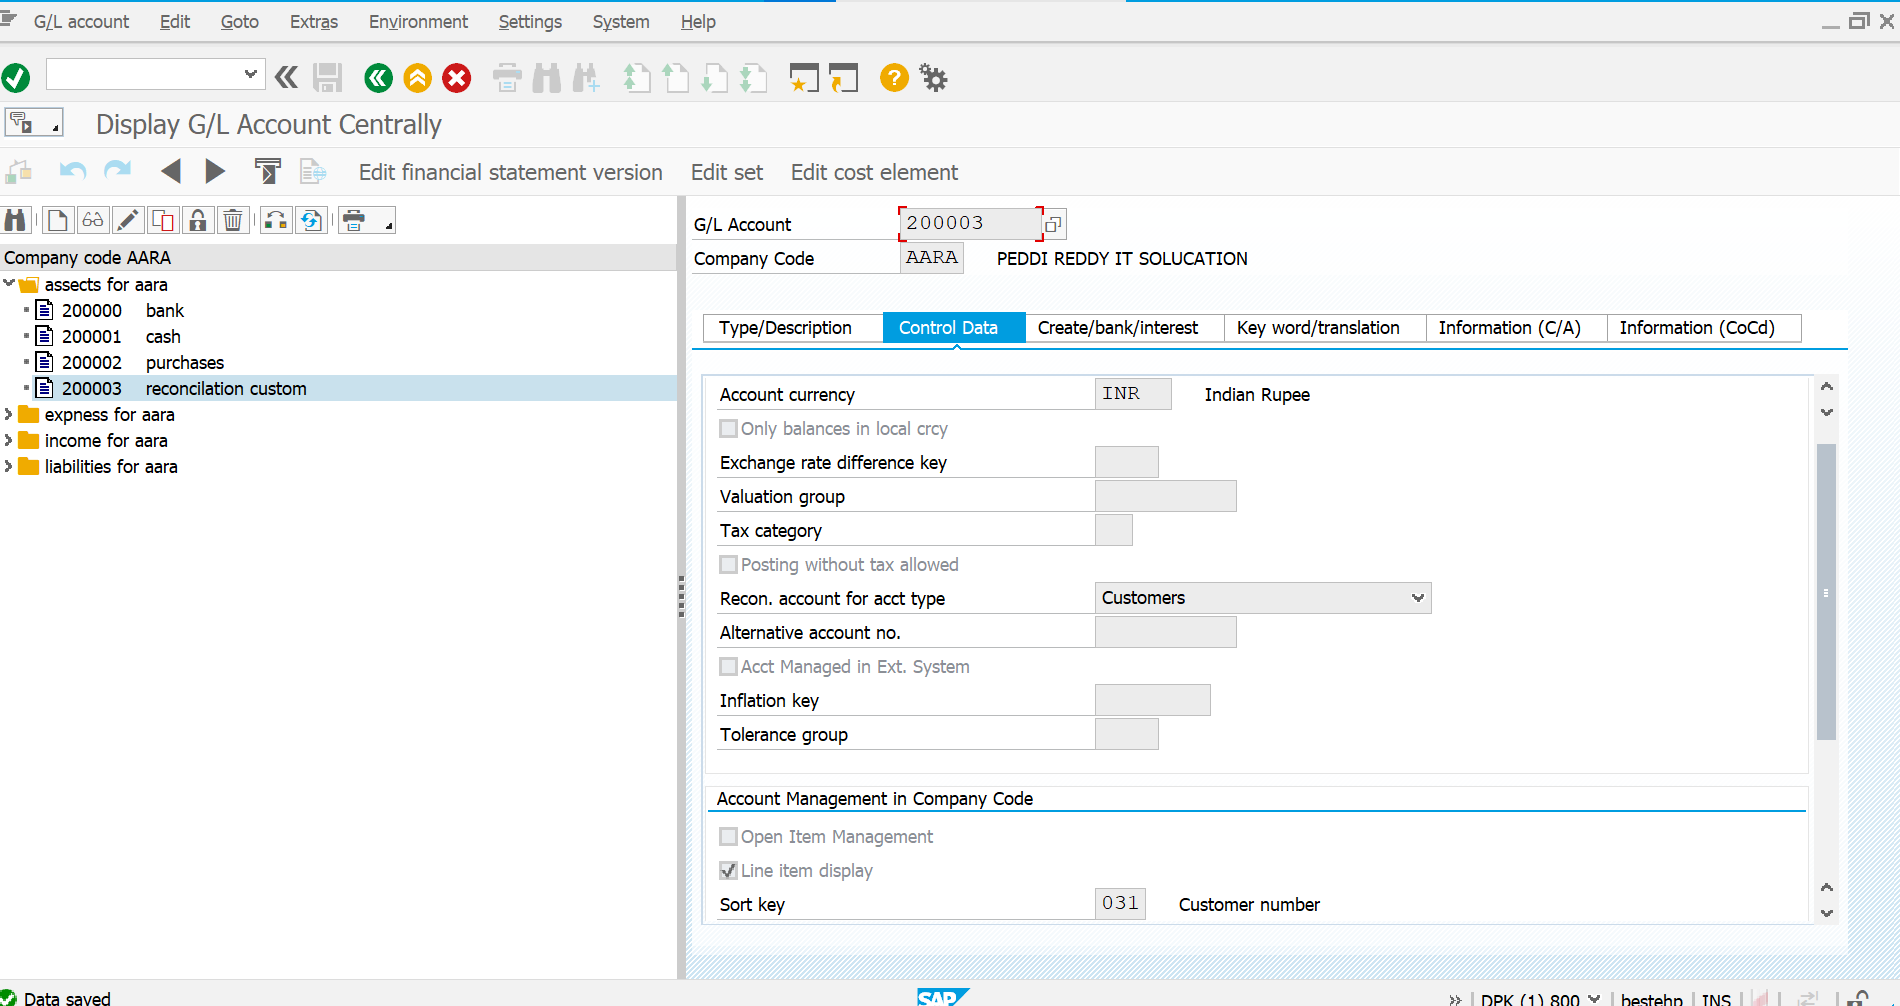 G/L account Edit Goto Extras Environment Settings System Help
Display G/L Account Centrally
Edit financial statement version Edit set Edit cost element
Company code AARA
assects for aara
200000 bank
200001 cash
200002 purchases
200003 reconcilation custom
expness for aara
income for aara
liabilities for aara
G/L Account 200003
Company Code AARA PEDDI REDDY IT SOLUCATION
Type/Description Control Data Create/bank/interest Key word/translation Information (C/A) Information (CoCd)
Account currency INR Indian Rupee
Only balances in local crcy
Exchange rate difference key
Valuation group
Tax category
Posting without tax allowed
Recon. account for acct type Customers
Alternative account no.
Acct Managed in Ext. System
Inflation key
Tolerance group
Account Management in Company Code
Open Item Management
Line item display
Sort key 031 Customer number
Data saved SAP DPK (1) 800 bestehp INS